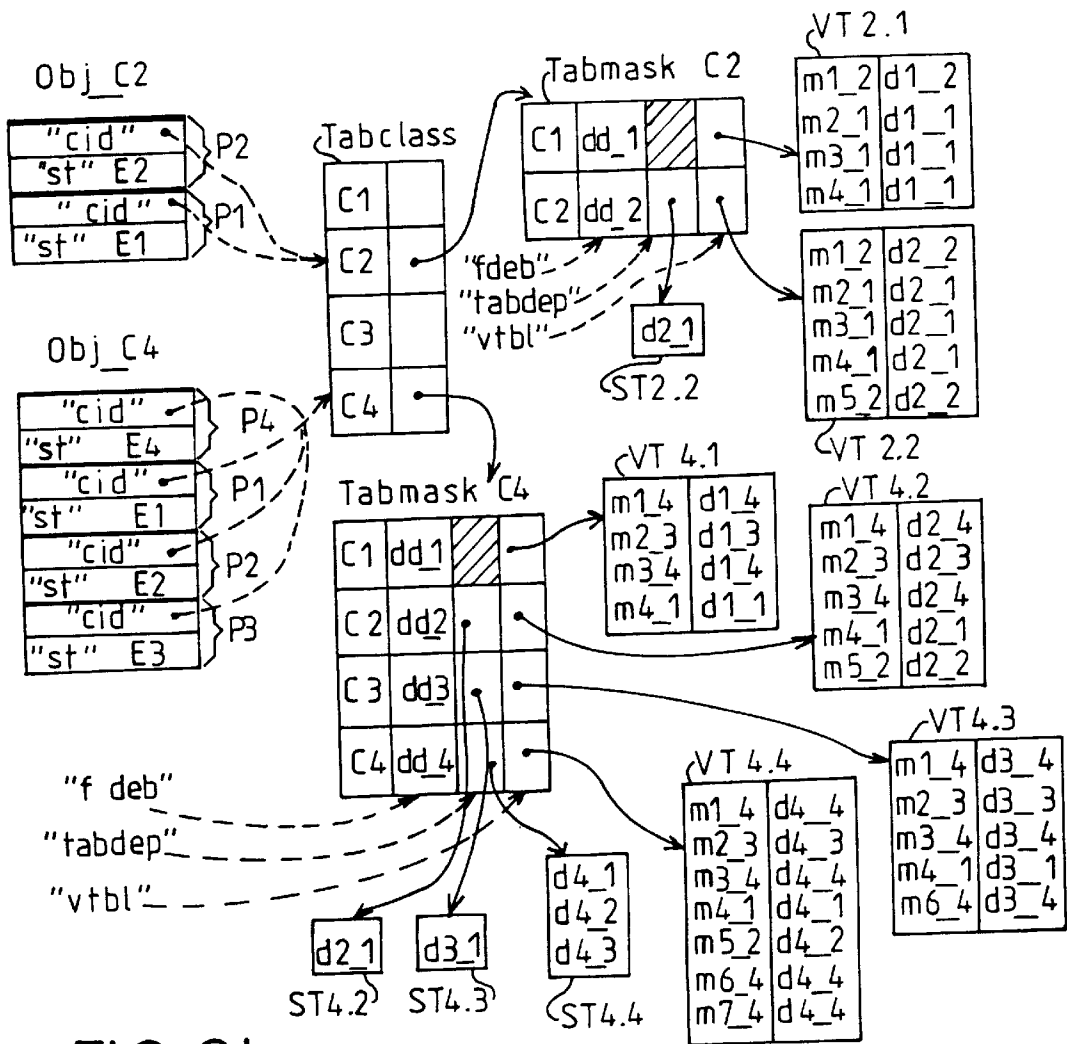 Obj_C2
"cid"
"st" E2
P2
"cid"
"st" E1
P1
Tabclass
C1
C2
C3
C4
Tabmask C2
C1 dd_1
C2 dd_2
"fdeb"
"tabdep"
"vtbl"
d2_1
ST2.2
VT 2.1
m1_2 d1_2
m2_1 d1_1
m3_1 d1_1
m4_1 d1_1
m1_2 d2_2
m2_1 d2_1
m3_1 d2_1
m4_1 d2_1
m5_2 d2_2
VT 2.2
Obj_C4
"cid"
"st" E4
P4
"cid"
"st" E1
P1
"cid"
"st" E2
P2
"cid"
"st" E3
P3
Tabmask C4
C1 dd_1
C2 dd_2
C3 dd_3
C4 dd_4
"f deb"
"tabdep"
"vtbl"
d2_1
ST4.2
d3_1
ST4.3
d4_1
d4_2
d4_3
ST4.4
VT 4.1
m1_4 d1_4
m2_3 d1_3
m3_4 d1_4
m4_1 d1_1
VT 4.2
m1_4 d2_4
m2_3 d2_3
m3_4 d2_4
m4_1 d2_1
m5_2 d2_2
VT4.3
m1_4 d3_4
m2_3 d3_3
m3_4 d3_4
m4_1 d3_1
m6_4 d3_4
VT4.4
m1_4 d4_4
m2_3 d4_3
m3_4 d4_4
m4_1 d4_1
m5_2 d4_2
m6_4 d4_4
m7_4 d4_4